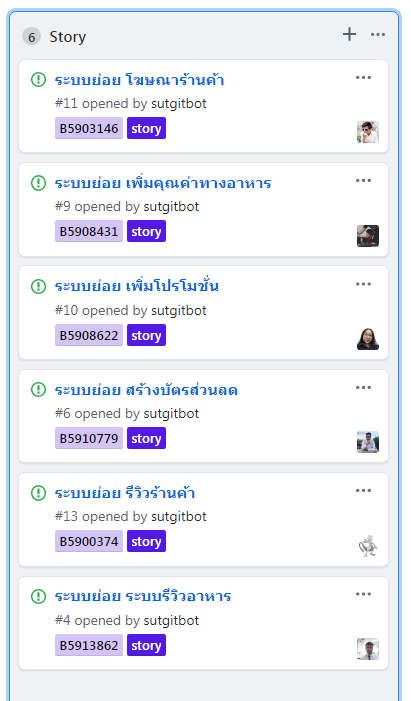 6 Story
ระบบย่อย โฆษณาร้านค้า
#11 opened by sutgitbot
B5903146 story
ระบบย่อย เพิ่มคุณค่าทางอาหาร
#9 opened by sutgitbot
B5908431 story
ระบบย่อย เพิ่มโปรโมชั่น
#10 opened by sutgitbot
B5908622 story
ระบบย่อย สร้างบัตรส่วนลด
#6 opened by sutgitbot
B5910779 story
ระบบย่อย รีวิวร้านค้า
#13 opened by sutgitbot
B5900374 story
ระบบย่อย ระบบรีวิวอาหาร
#4 opened by sutgitbot
B5913862 story